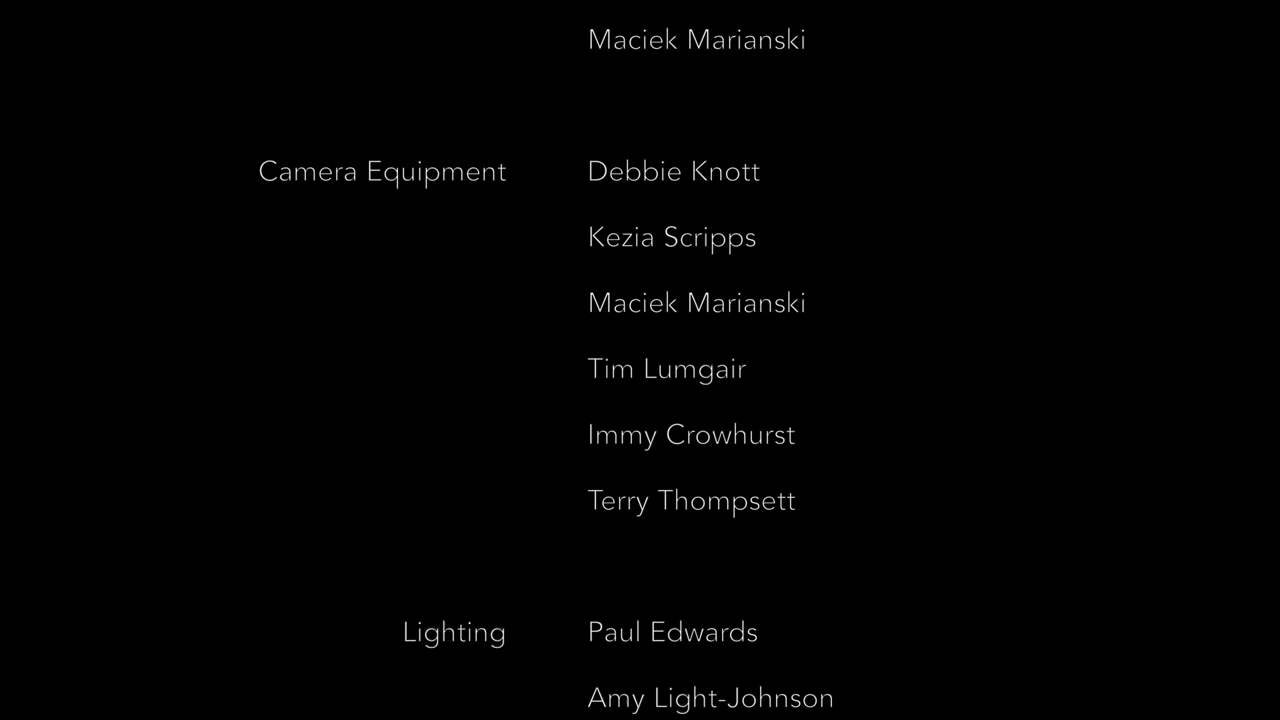 Maciek Marianski
Camera Equipment Debbie Knott
Kezia Scripps
Maciek Marianski
Tim Lumgair
Immy Crowhurst
Terry Thompsett
Lighting Paul Edwards
Amy Light-Johnson